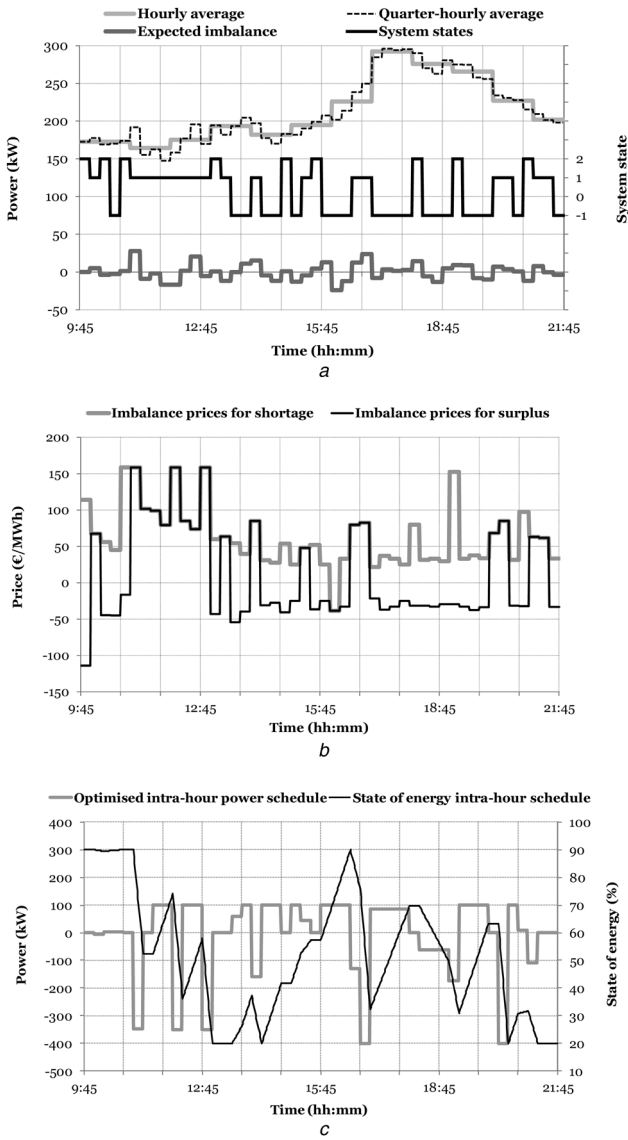 Hourly average Quarter-hourly average
Expected imbalance System states
300
250
200
150
100
50
0
-50
2
1
0
-1
Power (kW)
System state
9:45 12:45 15:45 18:45 21:45
Time (hh:mm)
a
Imbalance prices for shortage Imbalance prices for surplus
200
150
100
50
0
-50
-100
-150
Price (€/MWh)
9:45 12:45 15:45 18:45 21:45
Time (hh:mm)
b
Optimised intra-hour power schedule State of energy intra-hour schedule
400
300
200
100
0
-100
-200
-300
-400
-500
100
90
80
70
60
50
40
30
20
10
Power (kW)
State of energy (%)
9:45 12:45 15:45 18:45 21:45
Time (hh:mm)
c